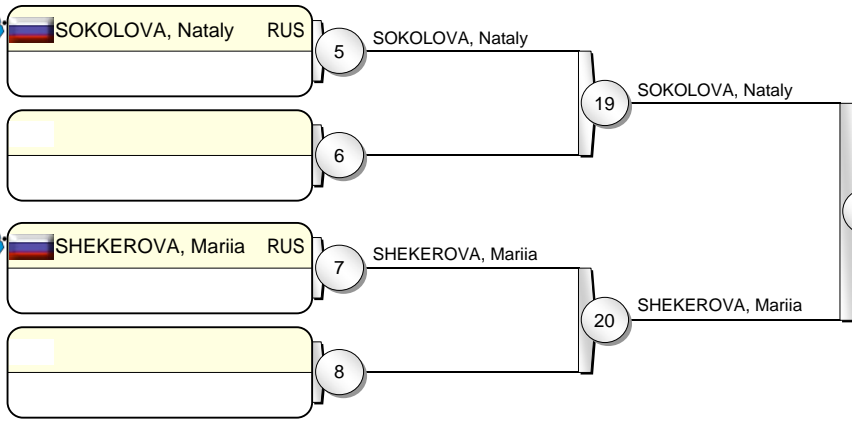 SOKOLOVA, Nataly RUS
5
SOKOLOVA, Nataly
19
SOKOLOVA, Nataly
6
SHEKEROVA, Mariia RUS
7
SHEKEROVA, Mariia
20
SHEKEROVA, Mariia
8